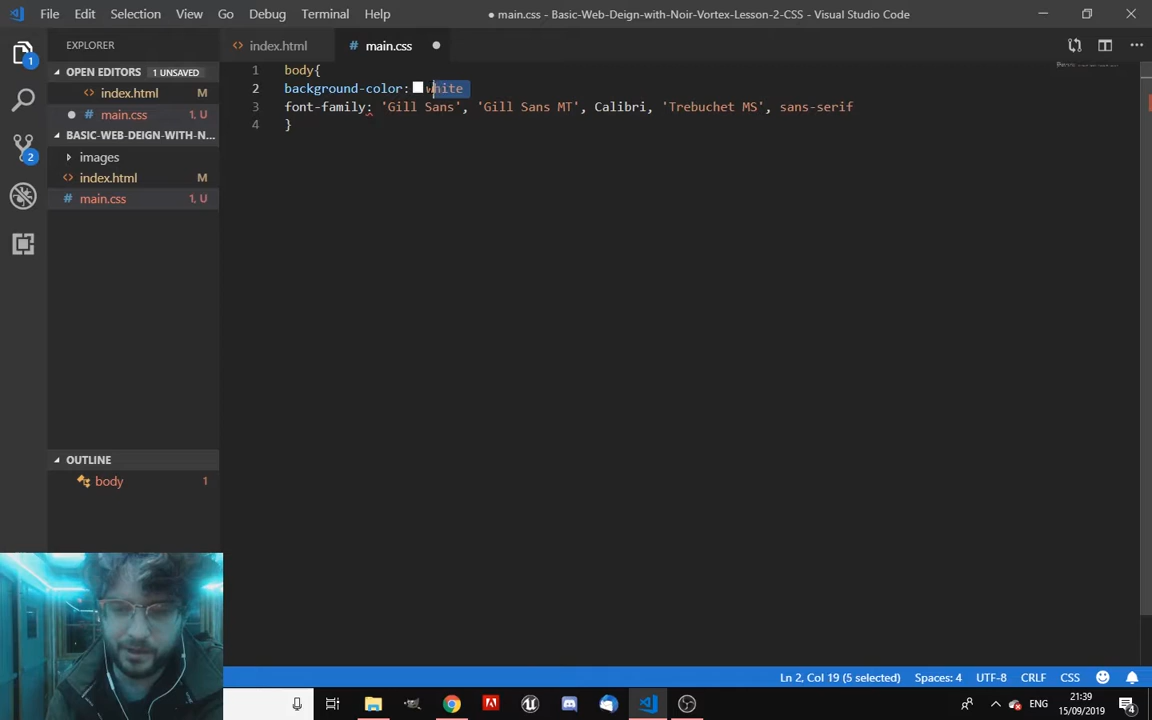 File Edit Selection View Go Debug Terminal Help
● main.css - Basic-Web-Deign-with-Noir-Vortex-Lesson-2-CSS - Visual Studio Code
EXPLORER
index.html
main.css
OPEN EDITORS 1 UNSAVED
index.html M
main.css 1, U
BASIC-WEB-DEIGN-WITH-N...
images
index.html M
main.css 1, U
1
2
1 body{
2 background-color: white
3 font-family: 'Gill Sans', 'Gill Sans MT', Calibri, 'Trebuchet MS', sans-serif
4 }
OUTLINE
body 1
Ln 2, Col 19 (5 selected) Spaces: 4 UTF-8 CRLF CSS
ENG
21:39
15/09/2019
4